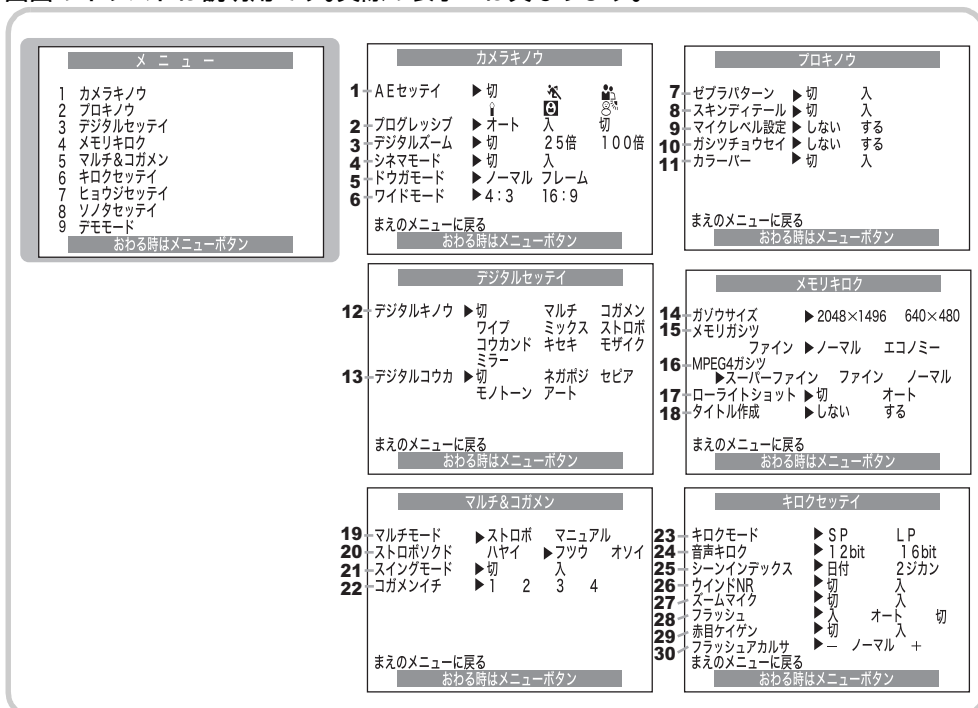 メニュー
1 カメラキノウ
2 プロキノウ
3 デジタルセッテイ
4 メモリキロク
5 マルチ&コガメン
6 キロクセッテイ
7 ヒョウジセッテイ
8 ソノタセッテイ
9 デモモード
おわる時はメニューボタン
カメラキノウ
1 AEセッテイ ▶切
2 プログレッシブ ▶オート 入 切
3 デジタルズーム ▶切 25倍 100倍
4 シネマモード ▶切 入
5 ドウガモード ▶ノーマル フレーム
6 ワイドモード ▶4:3 16:9
まえのメニューに戻る
おわる時はメニューボタン
プロキノウ
7 ゼブラパターン ▶切 入
8 スキンディテール ▶切 入
9 マイクレベル設定 ▶しない する
10 ガシツチョウセイ ▶しない する
11 カラーバー ▶切 入
まえのメニューに戻る
おわる時はメニューボタン
デジタルセッテイ
12 デジタルキノウ ▶切 マルチ コガメン
ワイプ ミックス ストロボ
コウカンド キセキ モザイク
ミラー
13 デジタルコウカ ▶切 ネガポジ セピア
モノトーン アート
まえのメニューに戻る
おわる時はメニューボタン
メモリキロク
14 ガゾウサイズ ▶2048×1496 640×480
15 メモリガシツ
ファイン ▶ノーマル エコノミー
16 MPEG4ガシツ
▶スーパーファイン ファイン ノーマル
17 ローライトショット ▶切 オート
18 タイトル作成 ▶しない する
まえのメニューに戻る
おわる時はメニューボタン
マルチ&コガメン
19 マルチモード ▶ストロボ マニュアル
20 ストロボソクド ハヤイ ▶フツウ オソイ
21 スイングモード ▶切 入
22 コガメンイチ ▶1 2 3 4
まえのメニューに戻る
おわる時はメニューボタン
キロクセッテイ
23 キロクモード ▶SP LP
24 音声キロク ▶12bit 16bit
25 シーンインデックス ▶日付 2ジカン
26 ウインドNR ▶切 入
27 ズームマイク ▶切 入
28 フラッシュ ▶入 オート 切
29 赤目ケイゲン ▶切 入
30 フラッシュアカルサ ▶− ノーマル +
まえのメニューに戻る
おわる時はメニューボタン